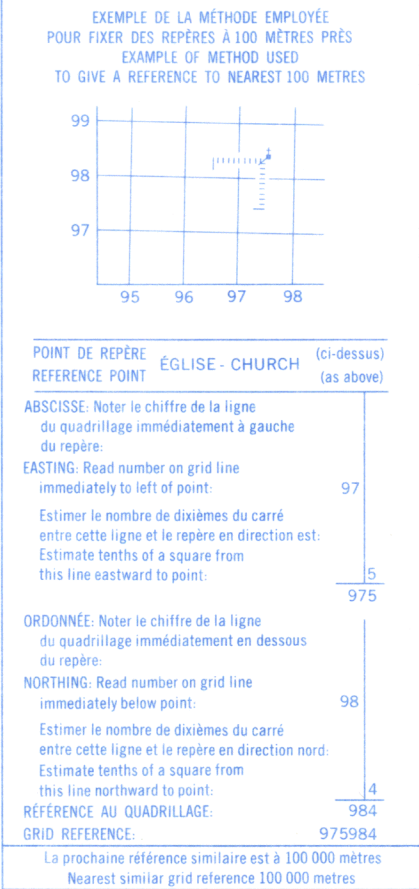 EXEMPLE DE LA MÉTHODE EMPLOYÉE
POUR FIXER DES REPÈRES À 100 MÈTRES PRÈS
EXAMPLE OF METHOD USED
TO GIVE A REFERENCE TO NEAREST 100 METRES
99
98
97
95 96 97 98
POINT DE REPÈRE
REFERENCE POINT
ÉGLISE - CHURCH
(ci-dessus)
(as above)
ABSCISSE: Noter le chiffre de la ligne
du quadrillage immédiatement à gauche
du repère:
EASTING: Read number on grid line
immediately to left of point: 97
Estimer le nombre de dixièmes du carré
entre cette ligne et le repère en direction est:
Estimate tenths of a square from
this line eastward to point: 5
975
ORDONNÉE: Noter le chiffre de la ligne
du quadrillage immédiatement en dessous
du repère:
NORTHING: Read number on grid line
immediately below point: 98
Estimer le nombre de dixièmes du carré
entre cette ligne et le repère en direction nord:
Estimate tenths of a square from
this line northward to point: 4
RÉFÉRENCE AU QUADRILLAGE: 984
GRID REFERENCE: 975984
La prochaine référence similaire est à 100 000 mètres
Nearest similar grid reference 100 000 metres